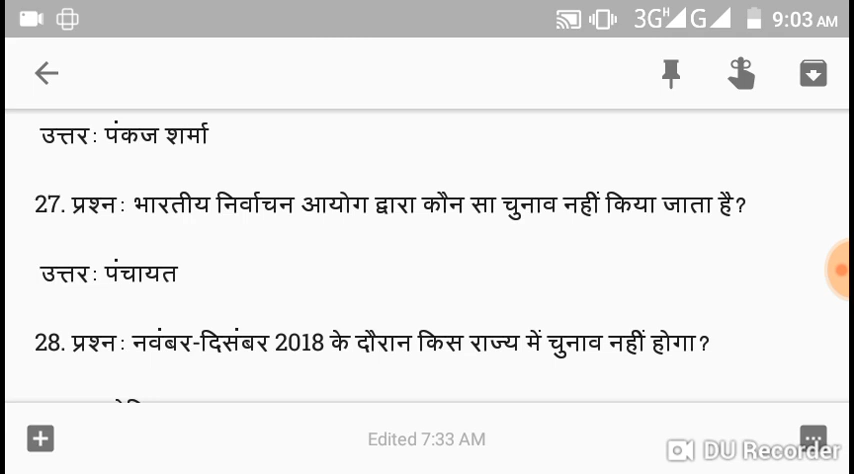 3G H G 9:03 AM
उत्तर: पंकज शर्मा
27. प्रश्न: भारतीय निर्वाचन आयोग द्वारा कौन सा चुनाव नहीं किया जाता है?
उत्तर: पंचायत
28. प्रश्न: नवंबर-दिसंबर 2018 के दौरान किस राज्य में चुनाव नहीं होगा?
Edited 7:33 AM
DU Recorder